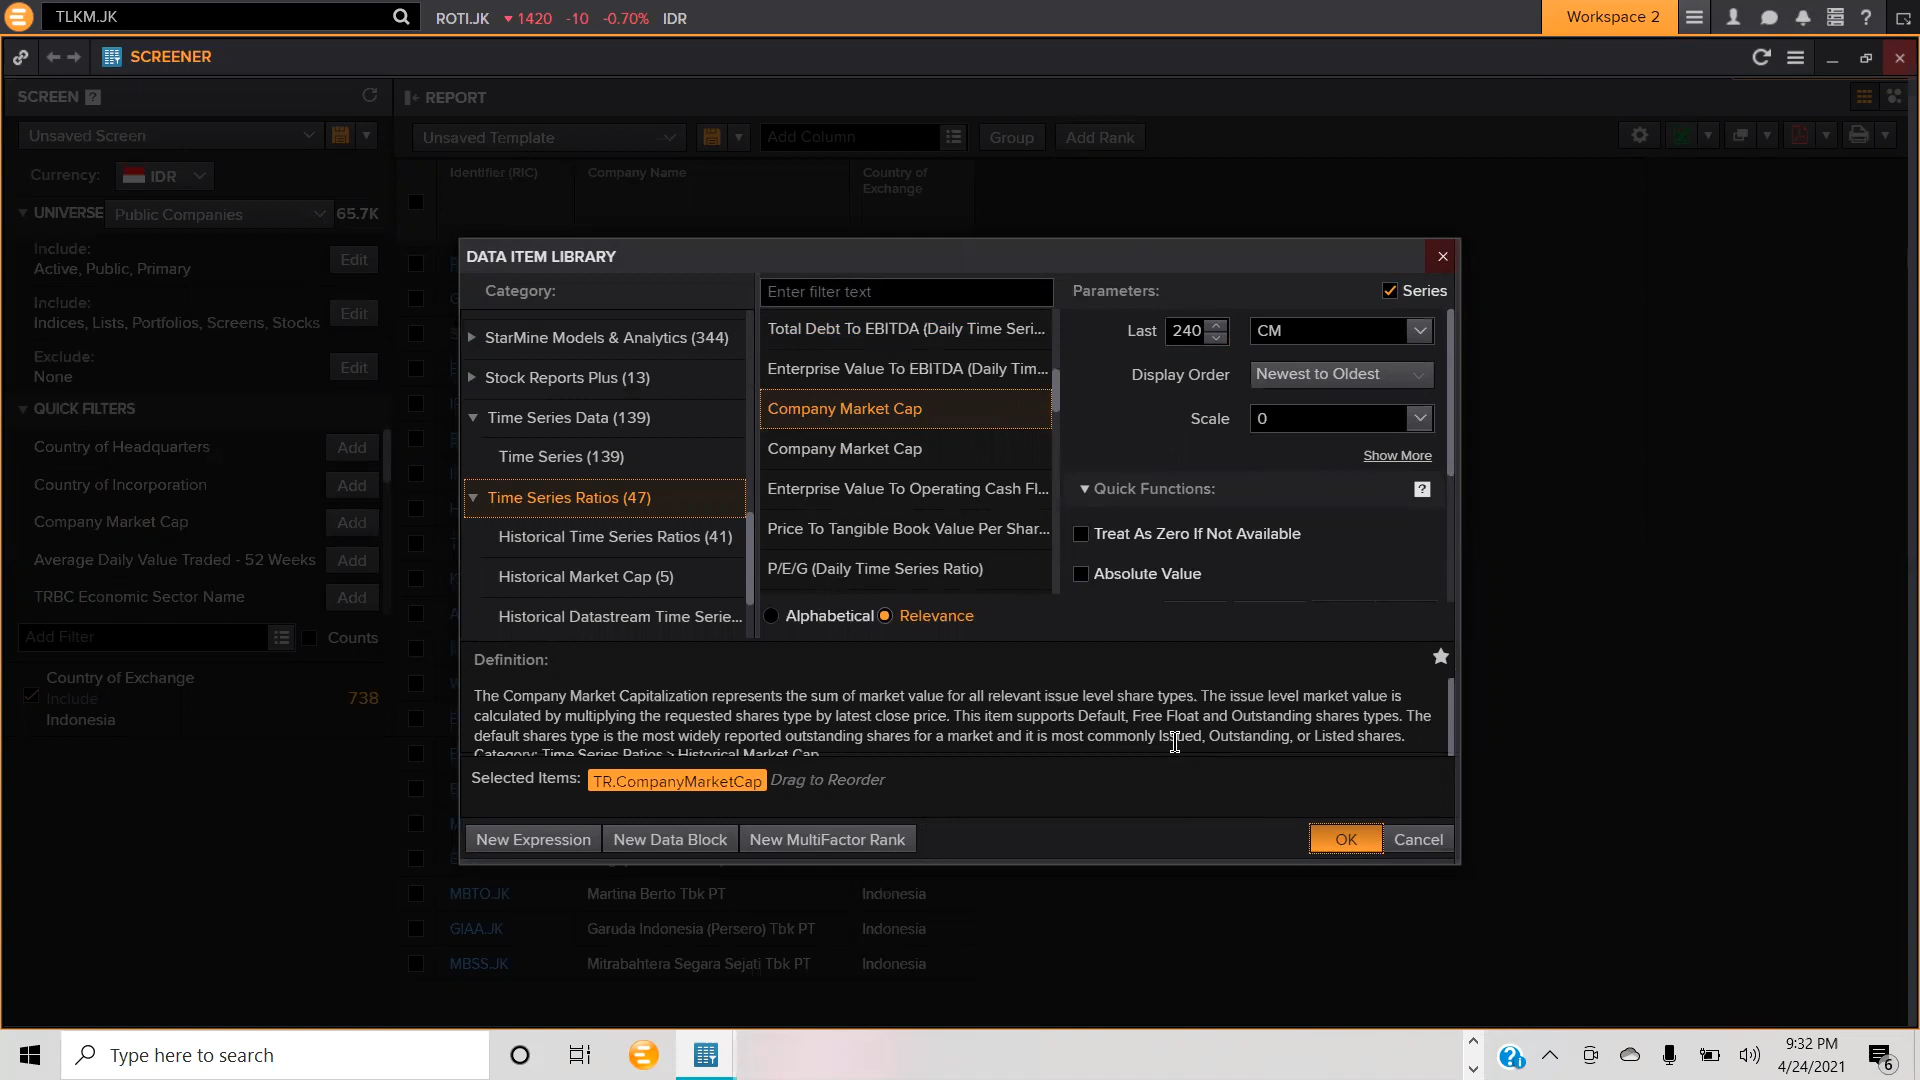 TLKM.JK
ROTI.JK ▼ 1420 -10 -0.70% IDR
Workspace 2
?
SCREENER
SCREEN ?
REPORT
Unsaved Screen
Unsaved Template
Add Column
Group
Add Rank
Currency:
IDR
Identifier (RIC)
Company Name
Country of
Exchange
UNIVERSE
Public Companies
65.7K
Include:
Active, Public, Primary
Edit
Include:
Indices, Lists, Portfolios, Screens, Stocks
Edit
Exclude:
None
Edit
QUICK FILTERS
Country of Headquarters
Add
Country of Incorporation
Add
Company Market Cap
Add
Average Daily Value Traded - 52 Weeks
Add
TRBC Economic Sector Name
Add
Add Filter
Counts
Country of Exchange
Include
Indonesia
738
DATA ITEM LIBRARY
Category:
StarMine Models & Analytics (344)
Stock Reports Plus (13)
Time Series Data (139)
Time Series (139)
Time Series Ratios (47)
Historical Time Series Ratios (41)
Historical Market Cap (5)
Historical Datastream Time Serie...
Enter filter text
Total Debt To EBITDA (Daily Time Seri...
Enterprise Value To EBITDA (Daily Tim...
Company Market Cap
Company Market Cap
Enterprise Value To Operating Cash Fl...
Price To Tangible Book Value Per Shar...
P/E/G (Daily Time Series Ratio)
Alphabetical
Relevance
Parameters:
Series
Last
240
CM
Display Order
Newest to Oldest
Scale
0
Show More
Quick Functions:
?
Treat As Zero If Not Available
Absolute Value
Definition:
The Company Market Capitalization represents the sum of market value for all relevant issue level share types. The issue level market value is
calculated by multiplying the requested shares type by latest close price. This item supports Default, Free Float and Outstanding shares types. The
default shares type is the most widely reported outstanding shares for a market and it is most commonly Issued, Outstanding, or Listed shares.
Category: Time Series Ratios > Historical Market Cap
Selected Items:
TR.CompanyMarketCap
Drag to Reorder
New Expression
New Data Block
New MultiFactor Rank
OK
Cancel
MBTO.JK
Martina Berto Tbk PT
Indonesia
GIAA.JK
Garuda Indonesia (Persero) Tbk PT
Indonesia
MBSS.JK
Mitrabahtera Segara Sejati Tbk PT
Indonesia
Type here to search
9:32 PM
4/24/2021
6